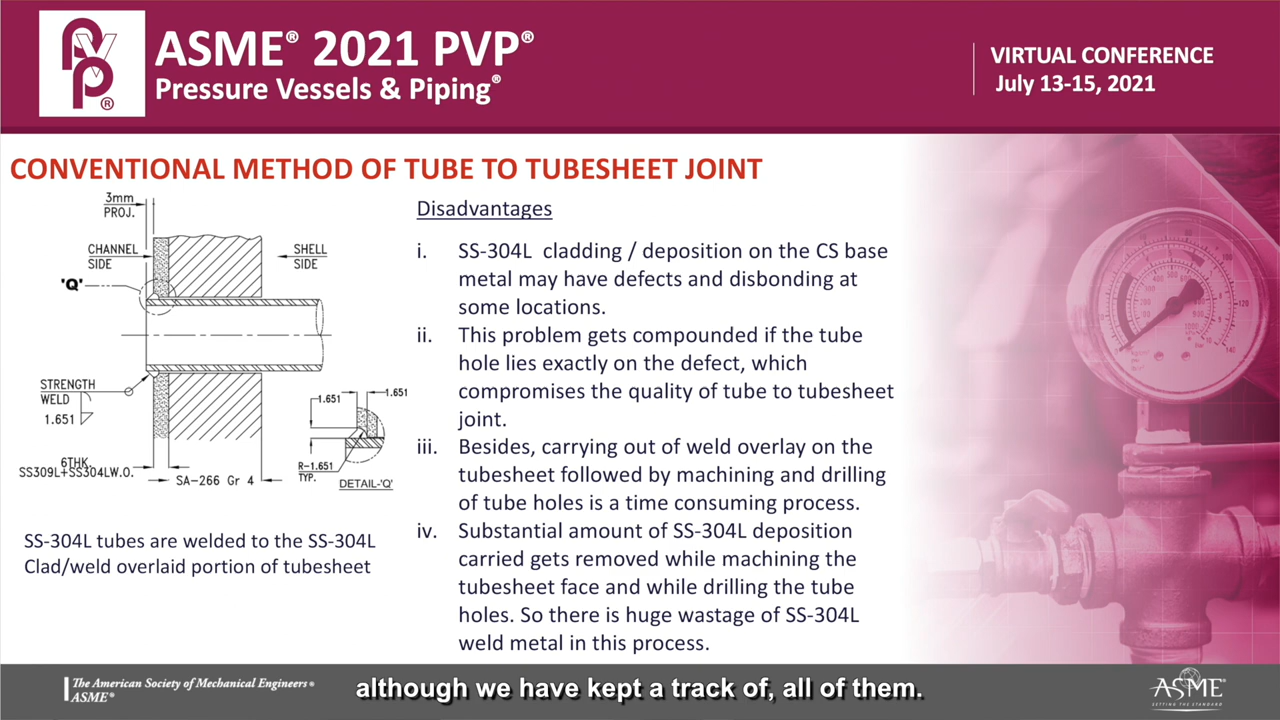 ASME® 2021 PVP®
Pressure Vessels & Piping®
VIRTUAL CONFERENCE
July 13-15, 2021
CONVENTIONAL METHOD OF TUBE TO TUBESHEET JOINT
3mm
PROJ.
CHANNEL
SIDE
SHELL
SIDE
'Q'
STRENGTH
WELD
1.651
1.651
1.651
6THK.
SS309L+SS304LW.O.
SA-266 Gr 4
R-1.651
TYP.
DETAIL-'Q'
SS-304L tubes are welded to the SS-304L
Clad/weld overlaid portion of tubesheet
Disadvantages
i. SS-304L cladding / deposition on the CS base
metal may have defects and disbonding at
some locations.
ii. This problem gets compounded if the tube
hole lies exactly on the defect, which
compromises the quality of tube to tubesheet
joint.
iii. Besides, carrying out of weld overlay on the
tubesheet followed by machining and drilling
of tube holes is a time consuming process.
iv. Substantial amount of SS-304L deposition
carried gets removed while machining the
tubesheet face and while drilling the tube
holes. So there is huge wastage of SS-304L
weld metal in this process.
The American Society of Mechanical Engineers®
ASME®
although we have kept a track of, all of them.
ASME®
SETTING THE STANDARD